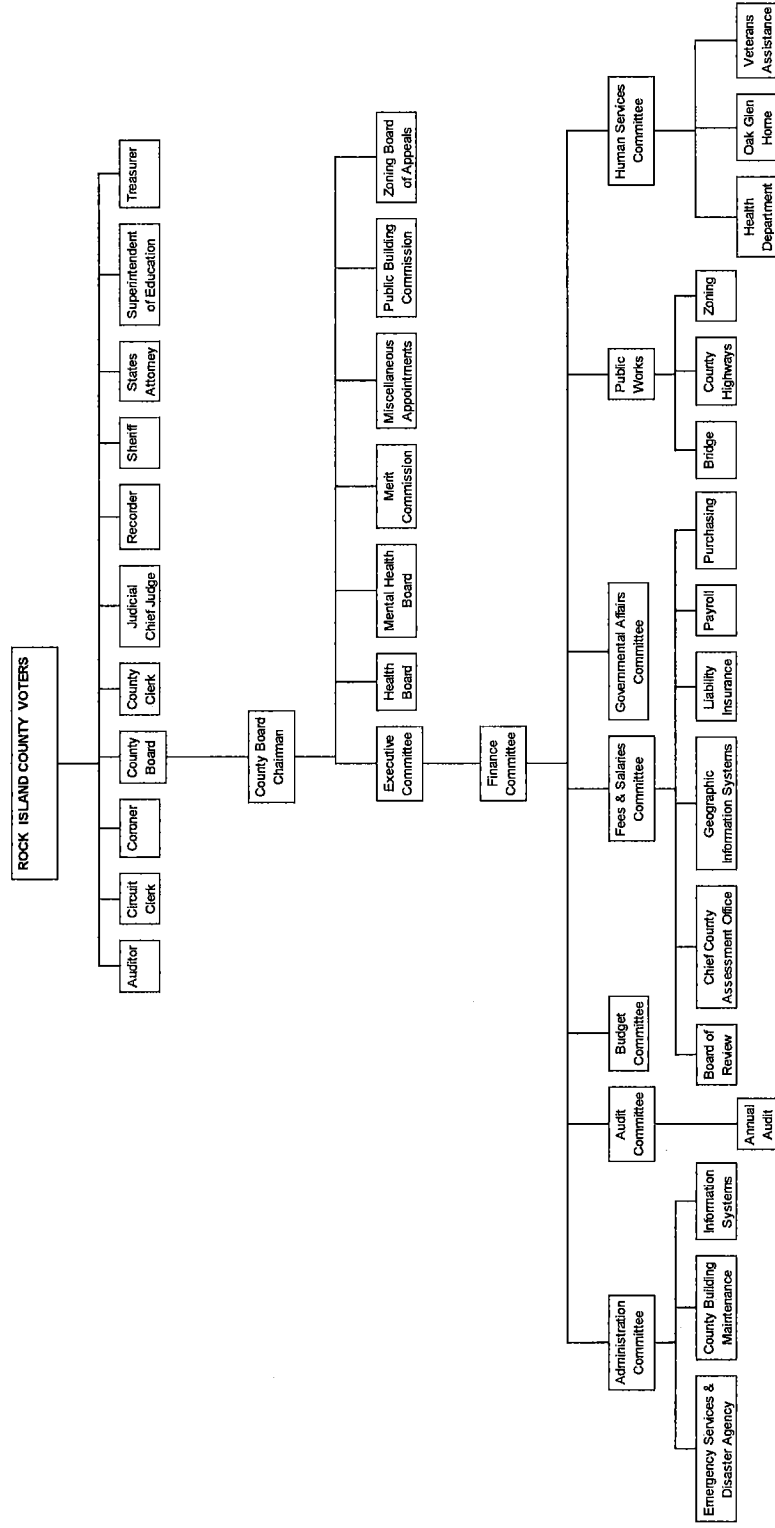 ROCK ISLAND COUNTY VOTERS
Auditor
Circuit
Clerk
Coroner
County
Board
County
Clerk
Judicial
Chief Judge
Recorder
Sheriff
States
Attorney
Superintendent
of Education
Treasurer
County Board
Chairman
Executive
Committee
Health
Board
Mental Health
Board
Merit
Commission
Miscellaneous
Appointments
Public Building
Commission
Zoning Board
of Appeals
Finance
Committee
Administration
Committee
Audit
Committee
Budget
Committee
Fees & Salaries
Committee
Governmental Affairs
Committee
Public
Works
Human Services
Committee
Emergency Services &
Disaster Agency
County Building
Maintenance
Information
Systems
Annual
Audit
Board of
Review
Chief County
Assessment Office
Geographic
Information Systems
Liability
Insurance
Payroll
Purchasing
Bridge
County
Highways
Zoning
Health
Department
Oak Glen
Home
Veterans
Assistance